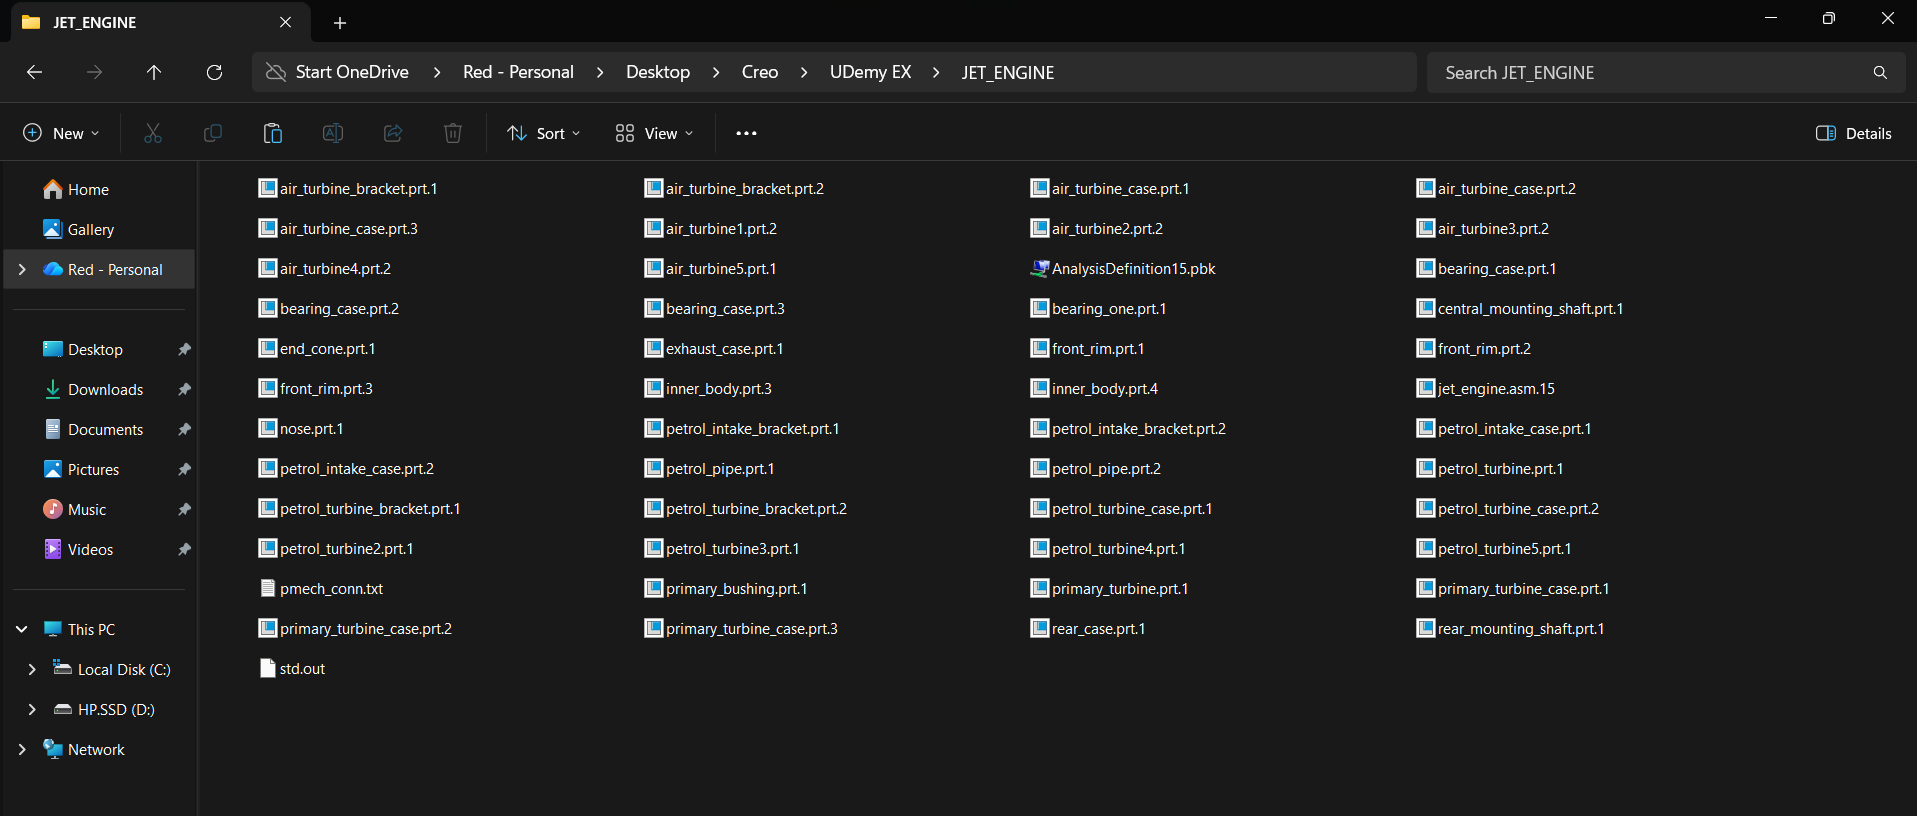 JET_ENGINE
Start OneDrive > Red - Personal > Desktop > Creo > UDemy EX > JET_ENGINE
Search JET_ENGINE
New
Sort
View
Details
Home
Gallery
Red - Personal
Desktop
Downloads
Documents
Pictures
Music
Videos
This PC
Local Disk (C:)
HP.SSD (D:)
Network
air_turbine_bracket.prt.1 air_turbine_bracket.prt.2 air_turbine_case.prt.1 air_turbine_case.prt.2
air_turbine_case.prt.3 air_turbine1.prt.2 air_turbine2.prt.2 air_turbine3.prt.2
air_turbine4.prt.2 air_turbine5.prt.1 AnalysisDefinition15.pbk bearing_case.prt.1
bearing_case.prt.2 bearing_case.prt.3 bearing_one.prt.1 central_mounting_shaft.prt.1
end_cone.prt.1 exhaust_case.prt.1 front_rim.prt.1 front_rim.prt.2
front_rim.prt.3 inner_body.prt.3 inner_body.prt.4 jet_engine.asm.15
nose.prt.1 petrol_intake_bracket.prt.1 petrol_intake_bracket.prt.2 petrol_intake_case.prt.1
petrol_intake_case.prt.2 petrol_pipe.prt.1 petrol_pipe.prt.2 petrol_turbine.prt.1
petrol_turbine_bracket.prt.1 petrol_turbine_bracket.prt.2 petrol_turbine_case.prt.1 petrol_turbine_case.prt.2
petrol_turbine2.prt.1 petrol_turbine3.prt.1 petrol_turbine4.prt.1 petrol_turbine5.prt.1
pmech_conn.txt primary_bushing.prt.1 primary_turbine.prt.1 primary_turbine_case.prt.1
primary_turbine_case.prt.2 primary_turbine_case.prt.3 rear_case.prt.1 rear_mounting_shaft.prt.1
std.out